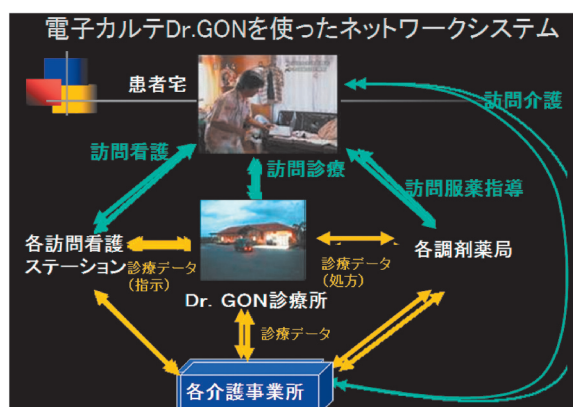 電子カルテDr.GONを使ったネットワークシステム
患者宅
訪問介護
訪問看護
訪問診療
訪問服薬指導
各訪問看護
ステーション
診療データ
(指示)
診療データ
(処方)
各調剤薬局
Dr. GON診療所
診療データ
各介護事業所